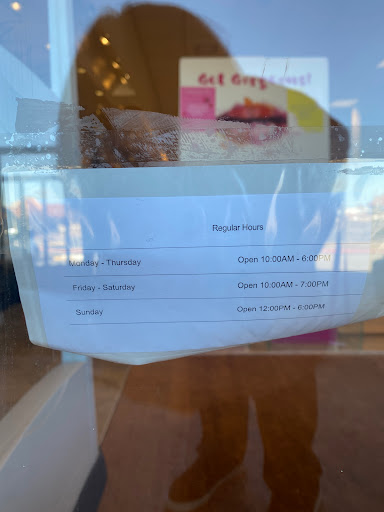 Get Gorgeous!
Regular Hours
Monday - Thursday Open 10:00AM - 6:00PM
Friday - Saturday Open 10:00AM - 7:00PM
Sunday Open 12:00PM - 6:00PM